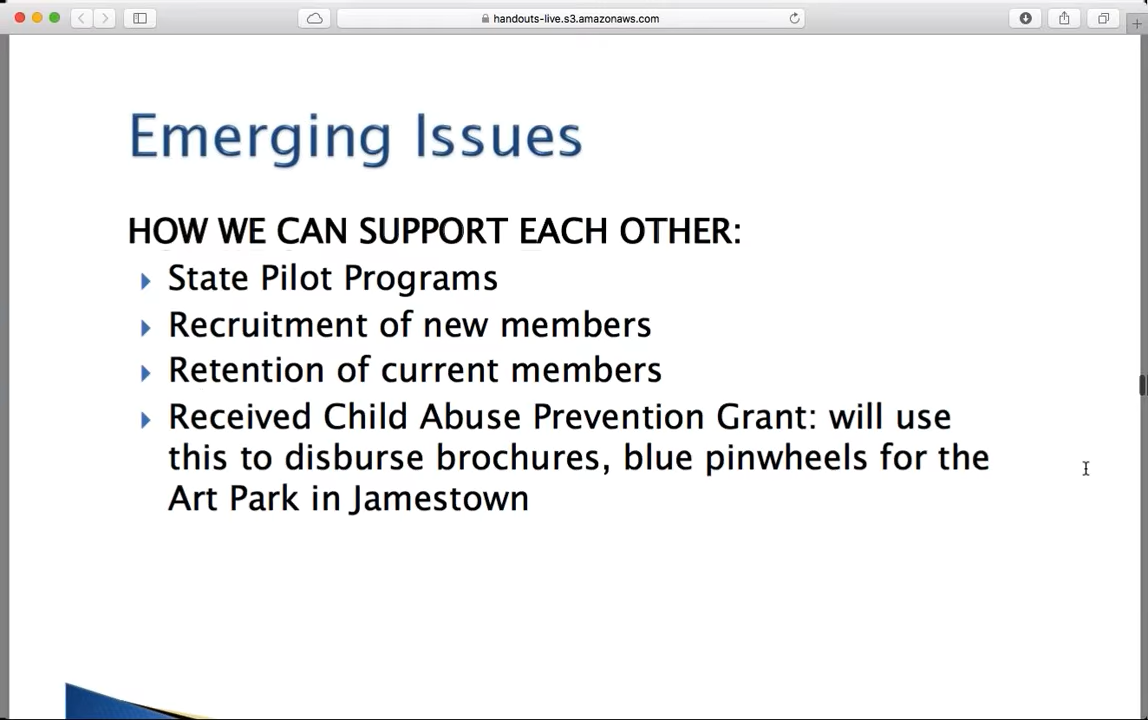 handouts-live.s3.amazonaws.com
Emerging Issues
HOW WE CAN SUPPORT EACH OTHER:
State Pilot Programs
Recruitment of new members
Retention of current members
Received Child Abuse Prevention Grant: will use
this to disburse brochures, blue pinwheels for the
Art Park in Jamestown